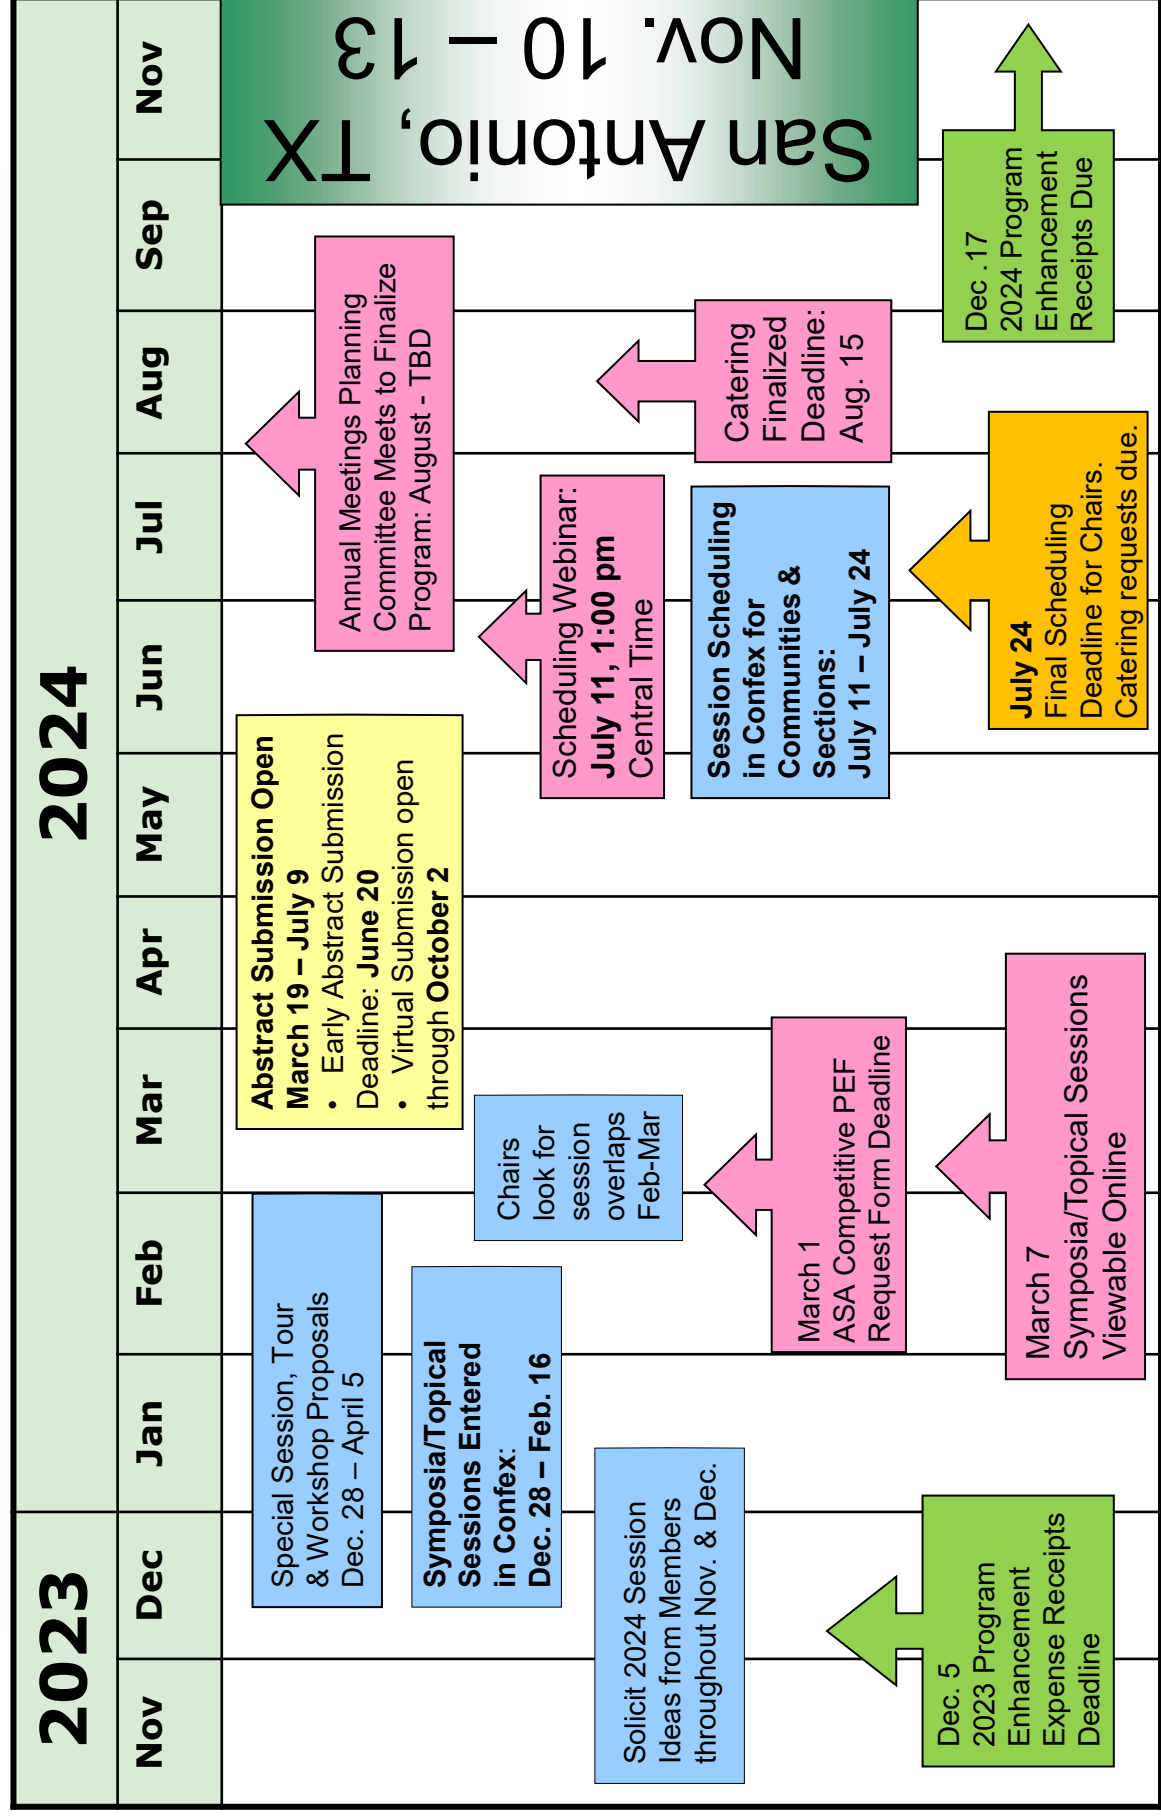 2023
2024
Nov
Dec
Jan
Feb
Mar
Apr
May
Jun
Jul
Aug
Sep
Nov
Special Session, Tour
& Workshop Proposals
Dec. 28 – April 5
Symposia/Topical
Sessions Entered
in Confex:
Dec. 28 – Feb. 16
Solicit 2024 Session
Ideas from Members
throughout Nov. & Dec.
Dec. 5
2023 Program
Enhancement
Expense Receipts
Deadline
Abstract Submission Open
March 19 – July 9
• Early Abstract Submission
Deadline: June 20
• Virtual Submission open
through October 2
Chairs
look for
session
overlaps
Feb-Mar
March 1
ASA Competitive PEF
Request Form Deadline
March 7
Symposia/Topical Sessions
Viewable Online
Annual Meetings Planning
Committee Meets to Finalize
Program: August - TBD
Scheduling Webinar:
July 11, 1:00 pm
Central Time
Session Scheduling
in Confex for
Communities &
Sections:
July 11 – July 24
July 24
Final Scheduling
Deadline for Chairs.
Catering requests due.
Catering
Finalized
Deadline:
Aug. 15
San Antonio, TX
Nov. 10 – 13
Dec .17
2024 Program
Enhancement
Receipts Due